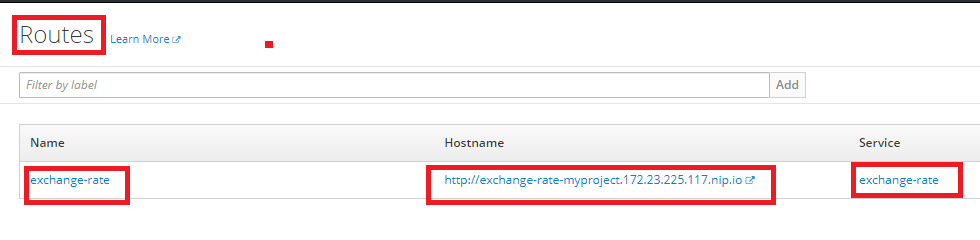 Routes Learn More
Filter by label Add
Name Hostname Service
exchange-rate http://exchange-rate-myproject.172.23.225.117.nip.io exchange-rate